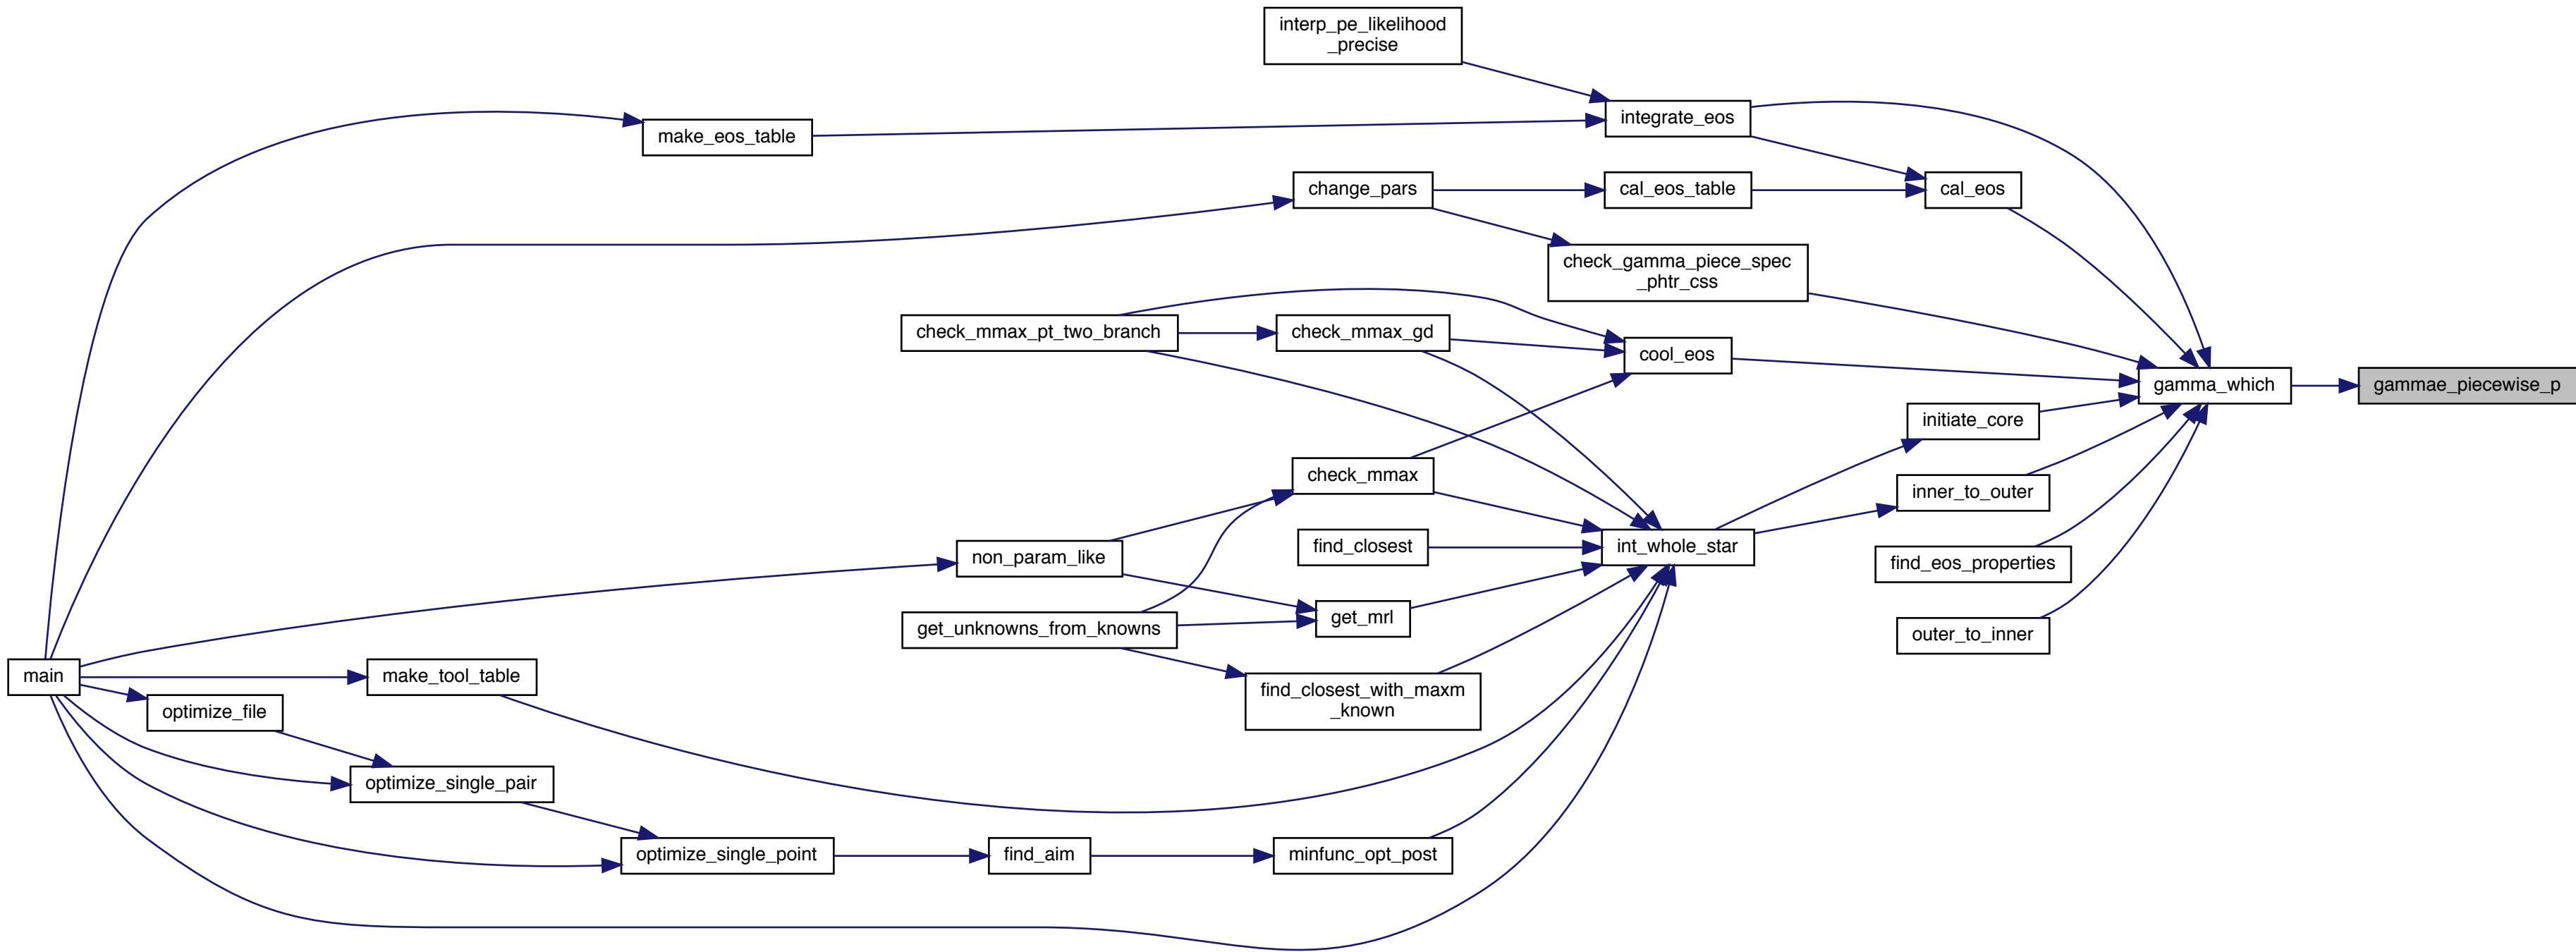 interp_pe_likelihood
_precise
integrate_eos
make_eos_table
change_pars
cal_eos_table
cal_eos
check_gamma_piece_spec
_phtr_css
check_mmax_pt_two_branch
check_mmax_gd
cool_eos
gamma_which
gammae_piecewise_p
initiate_core
check_mmax
inner_to_outer
find_closest
int_whole_star
non_param_like
find_eos_properties
get_mrl
get_unknowns_from_knowns
outer_to_inner
main
make_tool_table
find_closest_with_maxm
_known
optimize_file
optimize_single_pair
optimize_single_point
find_aim
minfunc_opt_post